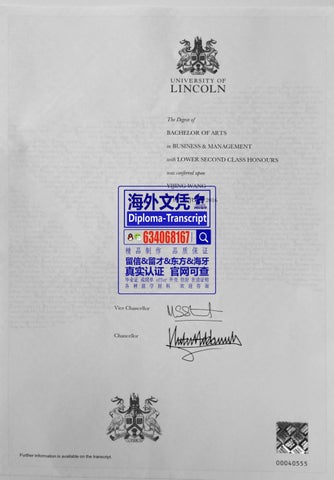 UNIVERSITY OF
LINCOLN
The Degree of
BACHELOR OF ARTS
in BUSINESS & MANAGEMENT
with LOWER SECOND CLASS HONOURS
was conferred upon
YIJING WANG
海外文凭
Diploma-Transcript
634068167
精品制作 品质保证
留信&留才&东方&海牙
真实认证 官网可查
Vice Chancellor
Chancellor
Further information is available on the transcript.
00040555